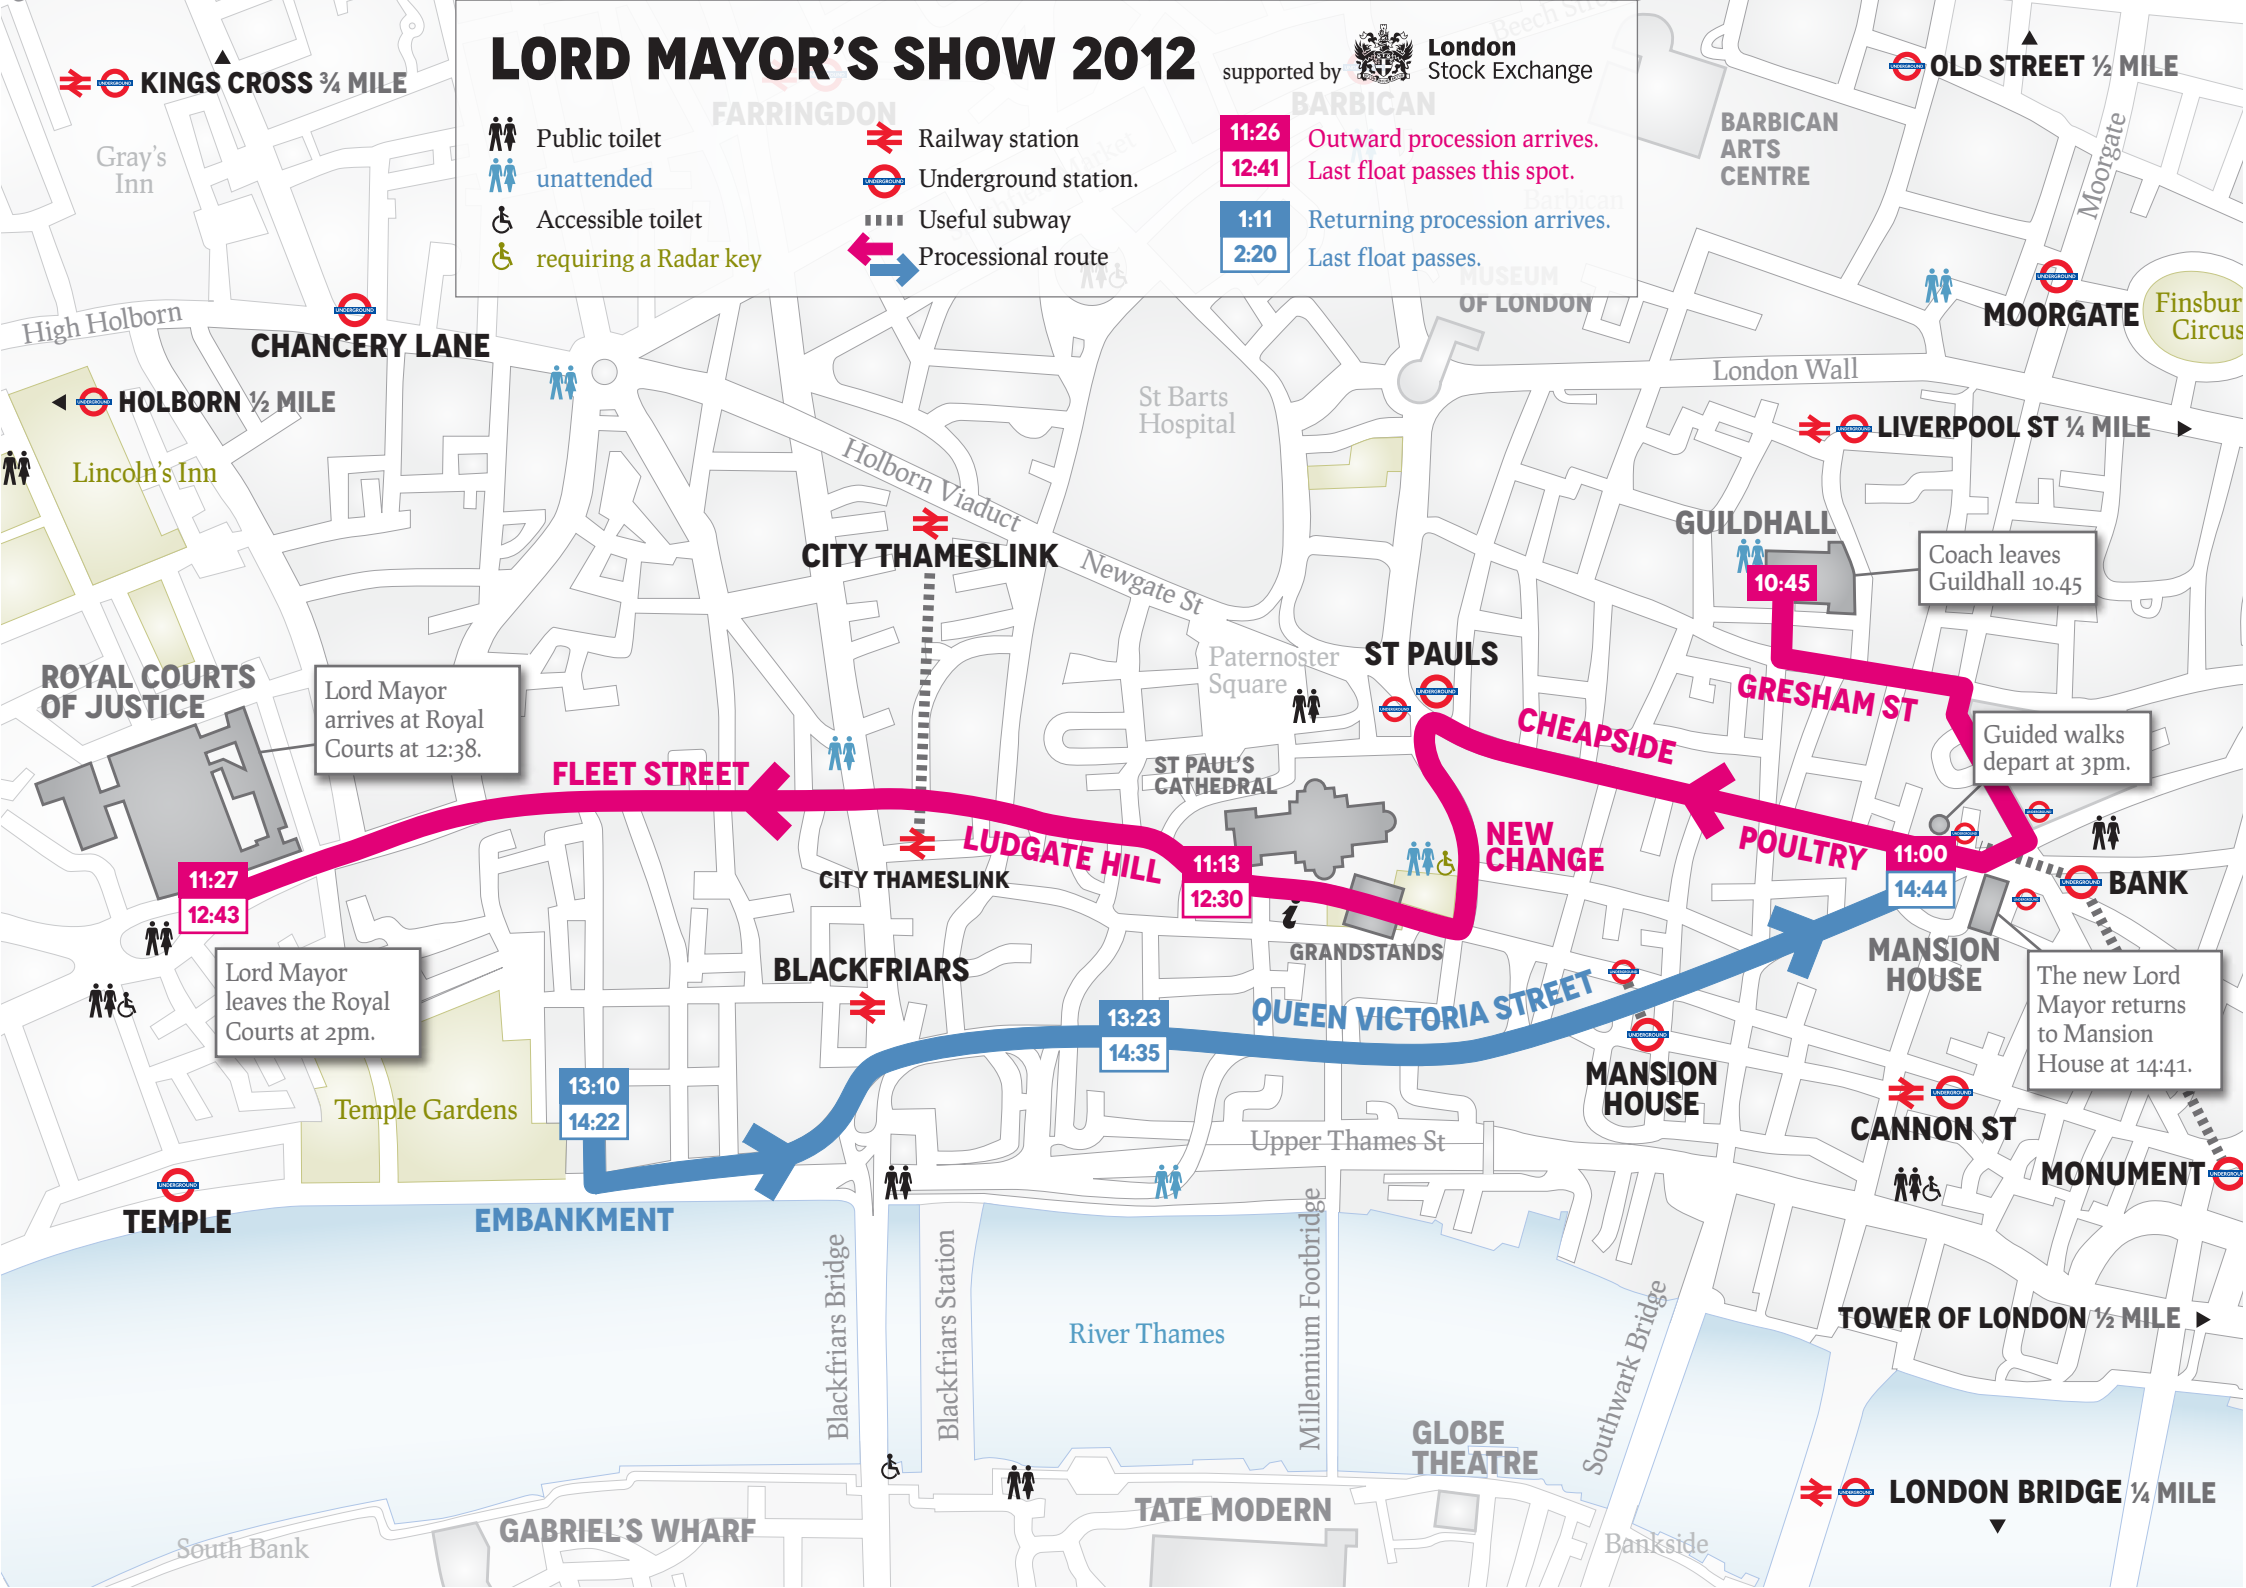 LORD MAYOR'S SHOW 2012
supported by
London
Stock Exchange
Public toilet
unattended
Accessible toilet
requiring a Radar key
Railway station
UNDERGROUND
Underground station.
Useful subway
Processional route
11:26
Outward procession arrives.
12:41
Last float passes this spot.
1:11
Returning procession arrives.
2:20
Last float passes.
FARRINGDON
BARBICAN
Beech
Market
Barbican
KINGS CROSS ¾ MILE
OLD STREET ½ MILE
Gray's
Inn
BARBICAN
ARTS
CENTRE
Moorgate
MUSEUM
OF LONDON
MOORGATE
Finsbur
Circus
High Holborn
CHANCERY LANE
HOLBORN ½ MILE
London Wall
St Barts
Hospital
LIVERPOOL ST ¼ MILE
Lincoln's Inn
Holborn Viaduct
CITY THAMESLINK
Newgate St
GUILDHALL
10:45
Coach leaves
Guildhall 10.45
ROYAL COURTS
OF JUSTICE
Lord Mayor
arrives at Royal
Courts at 12:38.
Paternoster
Square
ST PAULS
GRESHAM ST
CHEAPSIDE
Guided walks
depart at 3pm.
FLEET STREET
ST PAUL'S
CATHEDRAL
LUDGATE HILL
NEW
CHANGE
POULTRY
11:00
14:44
BANK
11:27
12:43
CITY THAMESLINK
11:13
12:30
GRANDSTANDS
MANSION
HOUSE
Lord Mayor
leaves the Royal
Courts at 2pm.
BLACKFRIARS
13:23
14:35
QUEEN VICTORIA STREET
The new Lord
Mayor returns
to Mansion
House at 14:41.
MANSION
HOUSE
13:10
14:22
Temple Gardens
CANNON ST
Upper Thames St
MONUMENT
TEMPLE
EMBANKMENT
Blackfriars Bridge
Blackfriars Station
River Thames
Millennium Footbridge
Southwark Bridge
TOWER OF LONDON ½ MILE
GLOBE
THEATRE
LONDON BRIDGE ¼ MILE
TATE MODERN
GABRIEL'S WHARF
South Bank
Bankside